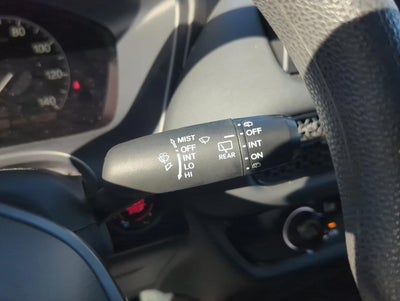 80
100
120
140
MIST
OFF
INT
LO
HI
REAR
OFF
INT
ON